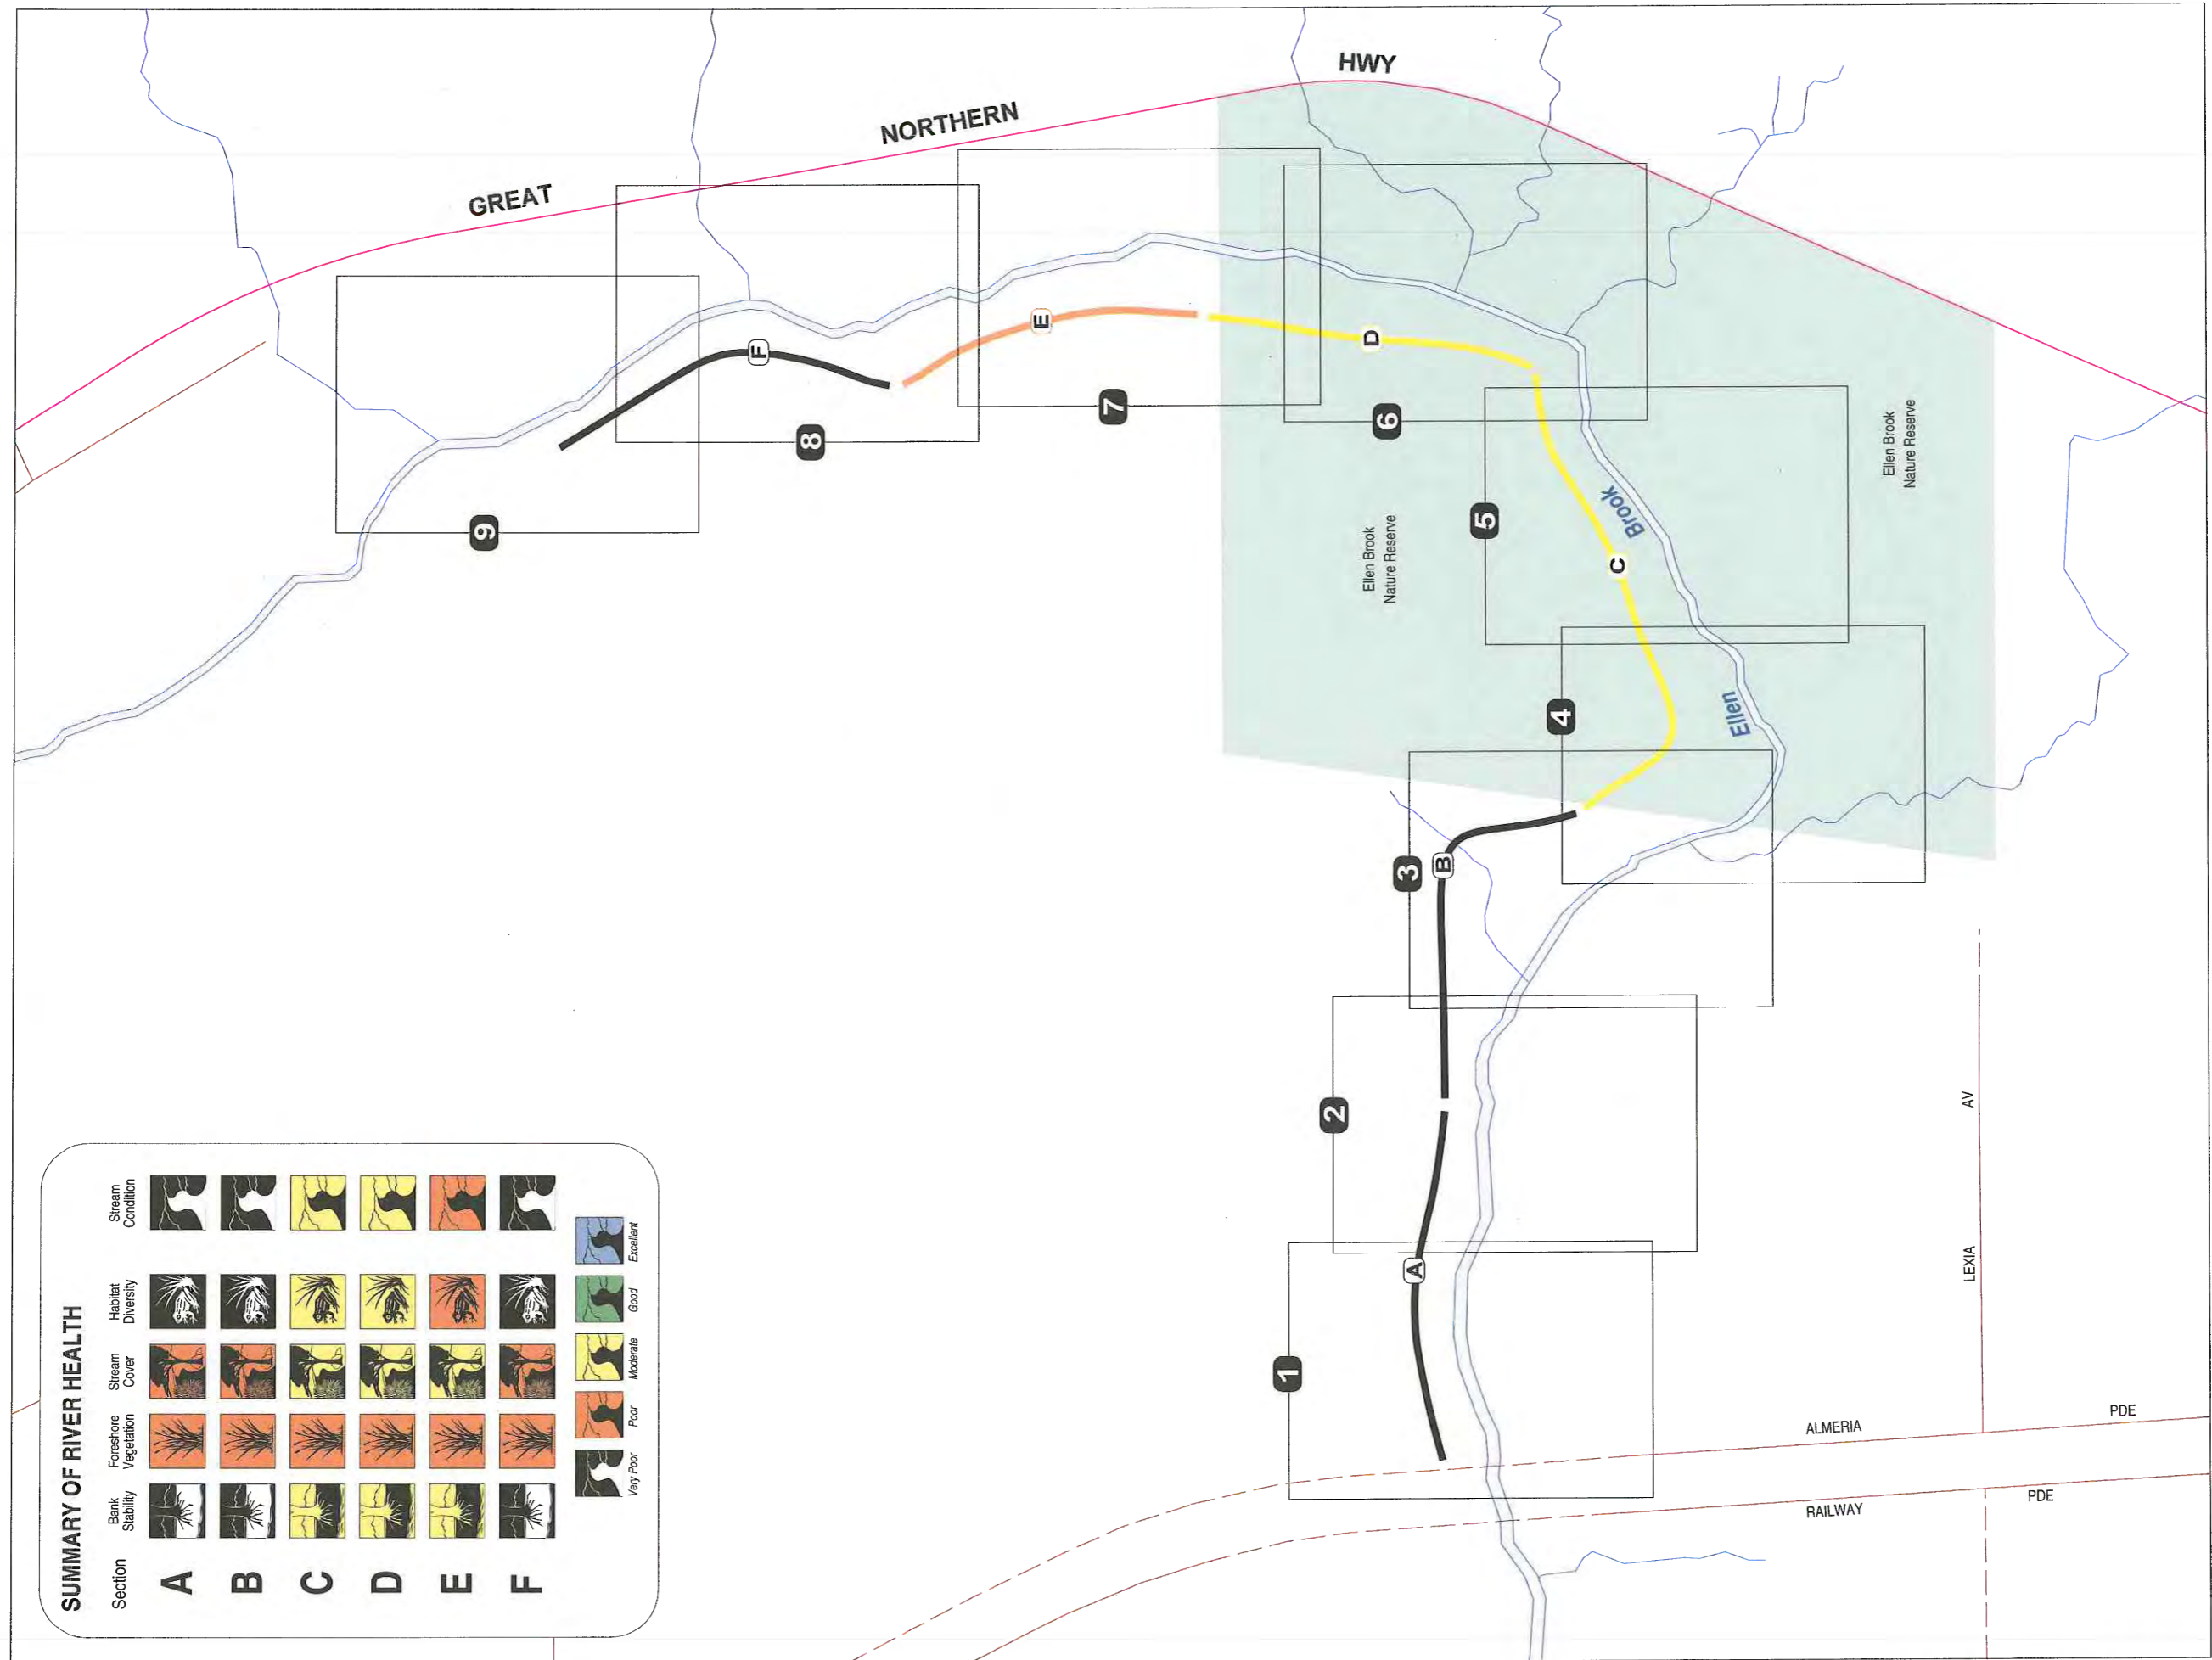 SUMMARY OF RIVER HEALTH
Section
Bank
Stability
Foreshore
Vegetation
Stream
Cover
Habitat
Diversity
Stream
Condition
A
B
C
D
E
F
Very Poor
Poor
Moderate
Good
Excellent
GREAT
NORTHERN
HWY
9
8
7
6
5
4
3
2
1
F
E
D
C
B
A
Ellen Brook
Nature Reserve
Ellen Brook
Nature Reserve
Ellen
Brook
LEXIA
AV
ALMERIA
PDE
RAILWAY
PDE